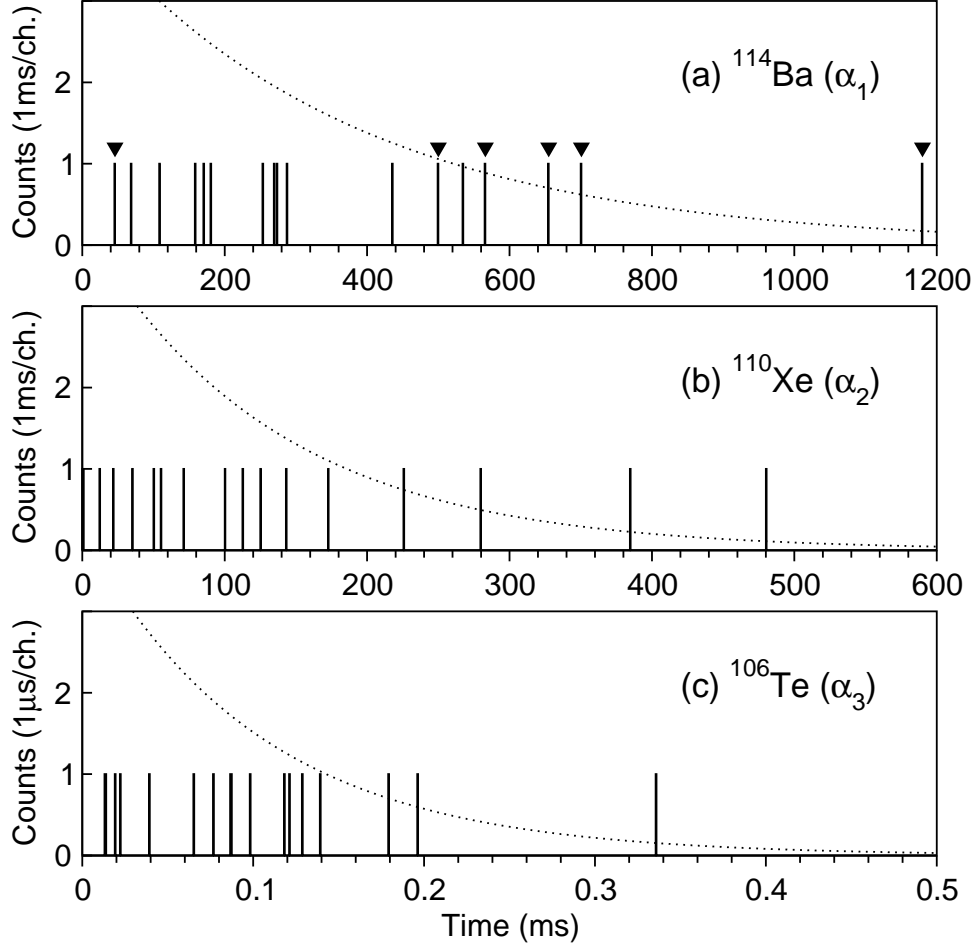 Counts (1ms/ch.)
2
1
0
(a) ¹¹⁴Ba (α₁)
0 200 400 600 800 1000 1200
Counts (1ms/ch.)
2
1
0
(b) ¹¹⁰Xe (α₂)
0 100 200 300 400 500 600
Counts (1μs/ch.)
2
1
0
(c) ¹⁰⁶Te (α₃)
0 0.1 0.2 0.3 0.4 0.5
Time (ms)